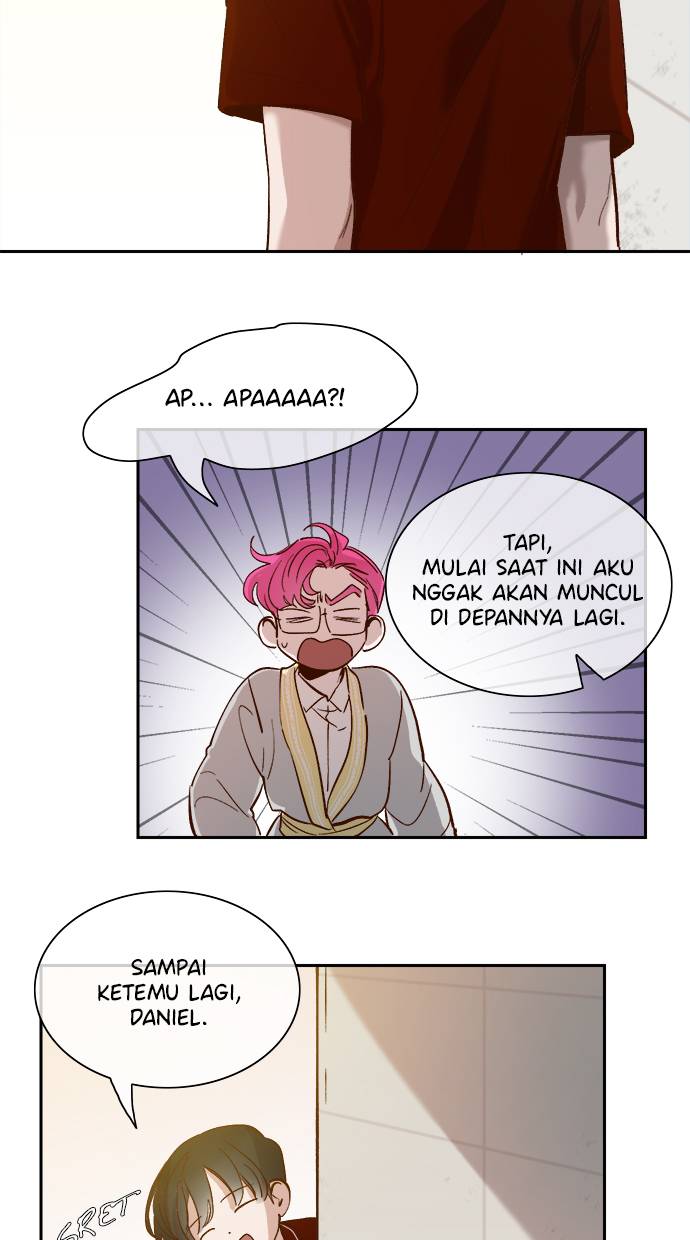 AP... APAAAAA?!
TAPI,
MULAI SAAT INI AKU
NGGAK AKAN MUNCUL
DI DEPANNYA LAGI.
SAMPAI
KETEMU LAGI,
DANIEL.
SRET